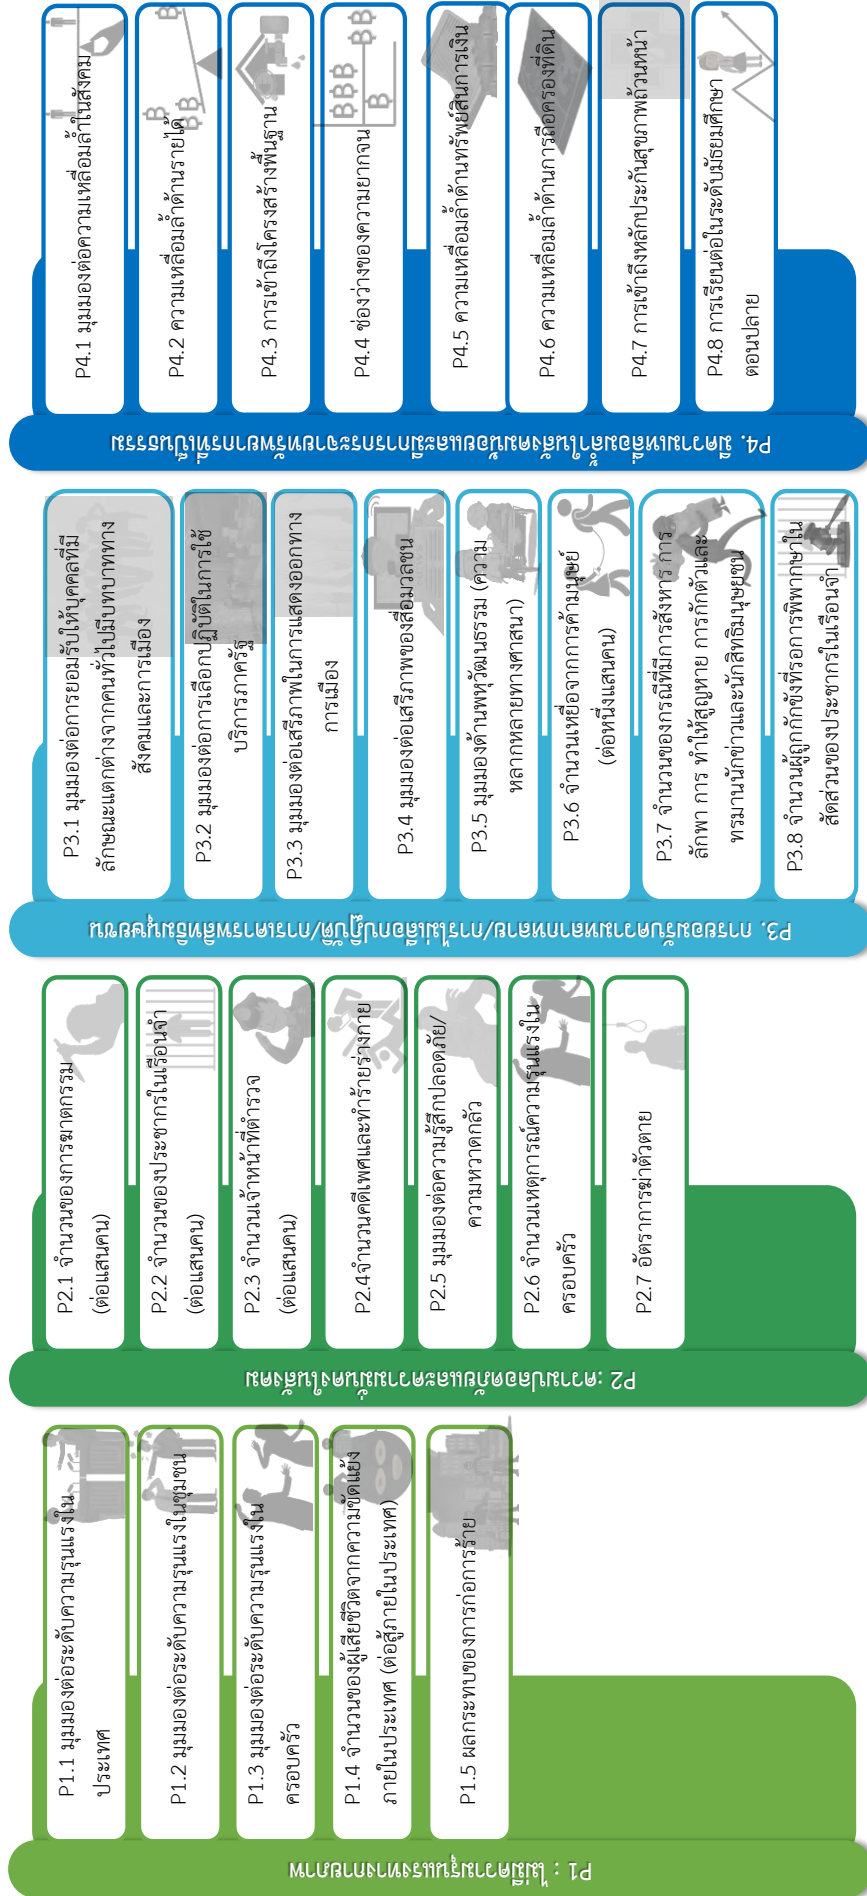 P1 : ไม่มีความรุนแรงทางกายภาพ
P1.1 มุมมองต่อระดับความรุนแรงใน
ประเทศ
P1.2 มุมมองต่อระดับความรุนแรงในชุมชน
P1.3 มุมมองต่อระดับความรุนแรงใน
ครอบครัว
P1.4 จำนวนของผู้เสียชีวิตจากความขัดแย้ง
ภายในประเทศ (ต่อสู้ภายในประเทศ)
P1.5 ผลกระทบของการก่อการร้าย
P2 : ความปลอดภัยและความมั่นคงในสังคม
P2.1 จำนวนของการฆาตกรรม
(ต่อแสนคน)
P2.2 จำนวนของประชากรในเรือนจำ
(ต่อแสนคน)
P2.3 จำนวนเจ้าหน้าที่ตำรวจ
(ต่อแสนคน)
P2.4จำนวนคดีเพศและทำร้ายร่างกาย
P2.5 มุมมองต่อความรู้สึกปลอดภัย/
ความหวาดกลัว
P2.6 จำนวนเหตุการณ์ความรุนแรงใน
ครอบครัว
P2.7 อัตราการฆ่าตัวตาย
P3. การยอมรับความหลากหลาย/การไม่เลือกปฏิบัติ/การเคารพสิทธิมนุษยชน
P3.1 มุมมองต่อการยอมรับให้บุคคลที่มี
ลักษณะแตกต่างจากคนทั่วไปมีบทบาททาง
สังคมและการเมือง
P3.2 มุมมองต่อการเลือกปฏิบัติในการใช้
บริการภาครัฐ
P3.3 มุมมองต่อเสรีภาพในการแสดงออกทาง
การเมือง
P3.4 มุมมองต่อเสรีภาพของสื่อมวลชน
P3.5 มุมมองด้านพหุวัฒนธรรม (ความ
หลากหลายทางศาสนา)
P3.6 จำนวนเหยื่อจากการค้ามนุษย์
(ต่อหนึ่งแสนคน)
P3.7 จำนวนของกรณีที่มีการสังหาร การ
ลักพา การ ทำให้สูญหาย การกักตัวและ
ทรมานนักข่าวและนักสิทธิมนุษยชน
P3.8 จำนวนผู้ถูกกักขังที่รอการพิพากษาใน
สัดส่วนของประชากรในเรือนจำ
P4. มีความเหลื่อมล้ำในสังคมน้อยและมีการกระจายทรัพยากรที่เป็นธรรม
P4.1 มุมมองต่อความเหลื่อมล้ำในสังคม
P4.2 ความเหลื่อมล้ำด้านรายได้
P4.3 การเข้าถึงโครงสร้างพื้นฐาน
P4.4 ช่องว่างของความยากจน
P4.5 ความเหลื่อมล้ำด้านทรัพย์สินการเงิน
P4.6 ความเหลื่อมล้ำด้านการถือครองที่ดิน
P4.7 การเข้าถึงหลักประกันสุขภาพถ้วนหน้า
P4.8 การเรียนต่อในระดับมัธยมศึกษา
ตอนปลาย